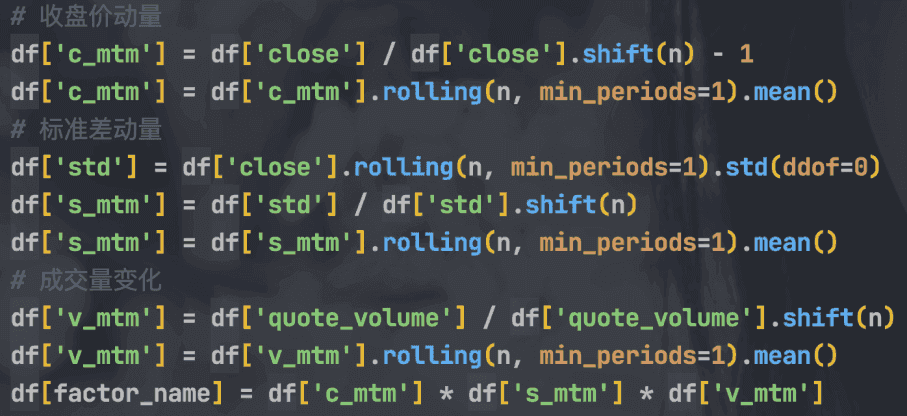 # 收盘价动量
df['c_mtm'] = df['close'] / df['close'].shift(n) - 1
df['c_mtm'] = df['c_mtm'].rolling(n, min_periods=1).mean()
# 标准差动量
df['std'] = df['close'].rolling(n, min_periods=1).std(ddof=0)
df['s_mtm'] = df['std'] / df['std'].shift(n)
df['s_mtm'] = df['s_mtm'].rolling(n, min_periods=1).mean()
# 成交量变化
df['v_mtm'] = df['quote_volume'] / df['quote_volume'].shift(n)
df['v_mtm'] = df['v_mtm'].rolling(n, min_periods=1).mean()
df[factor_name] = df['c_mtm'] * df['s_mtm'] * df['v_mtm']